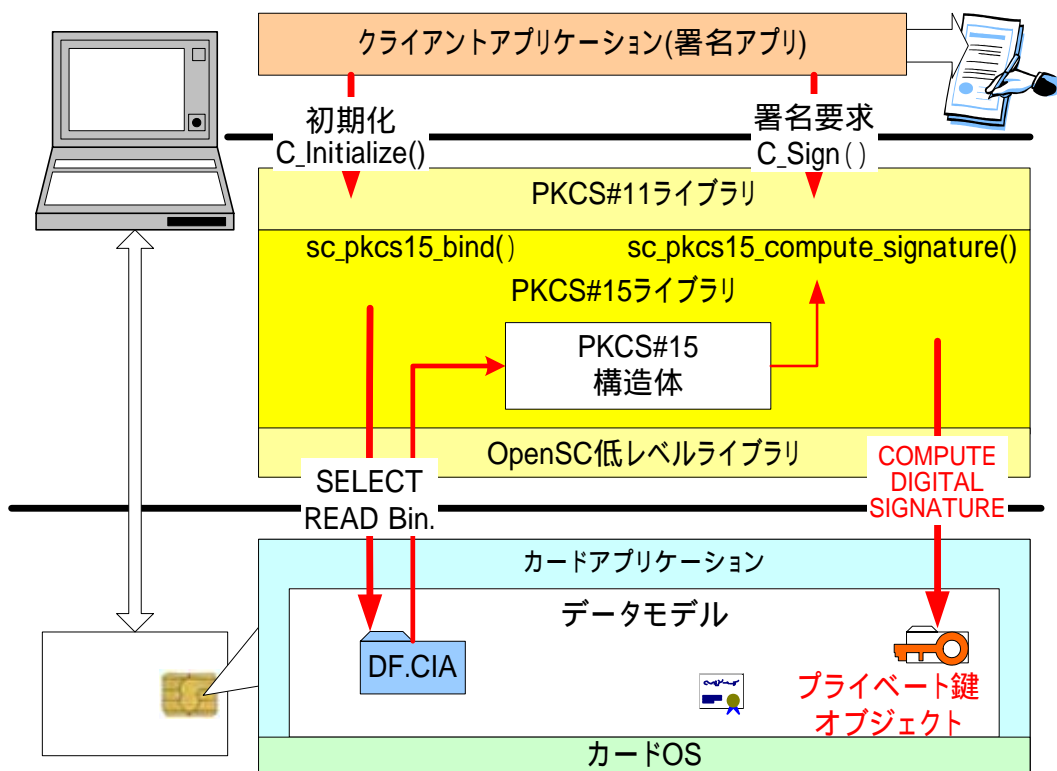 クライアントアプリケーション(署名アプリ)
初期化
C_Initialize()
署名要求
C_Sign()
PKCS#11ライブラリ
sc_pkcs15_bind()
sc_pkcs15_compute_signature()
PKCS#15ライブラリ
PKCS#15
構造体
OpenSC低レベルライブラリ
SELECT
READ Bin.
COMPUTE
DIGITAL
SIGNATURE
カードアプリケーション
データモデル
DF.CIA
プライベート鍵
オブジェクト
カードOS